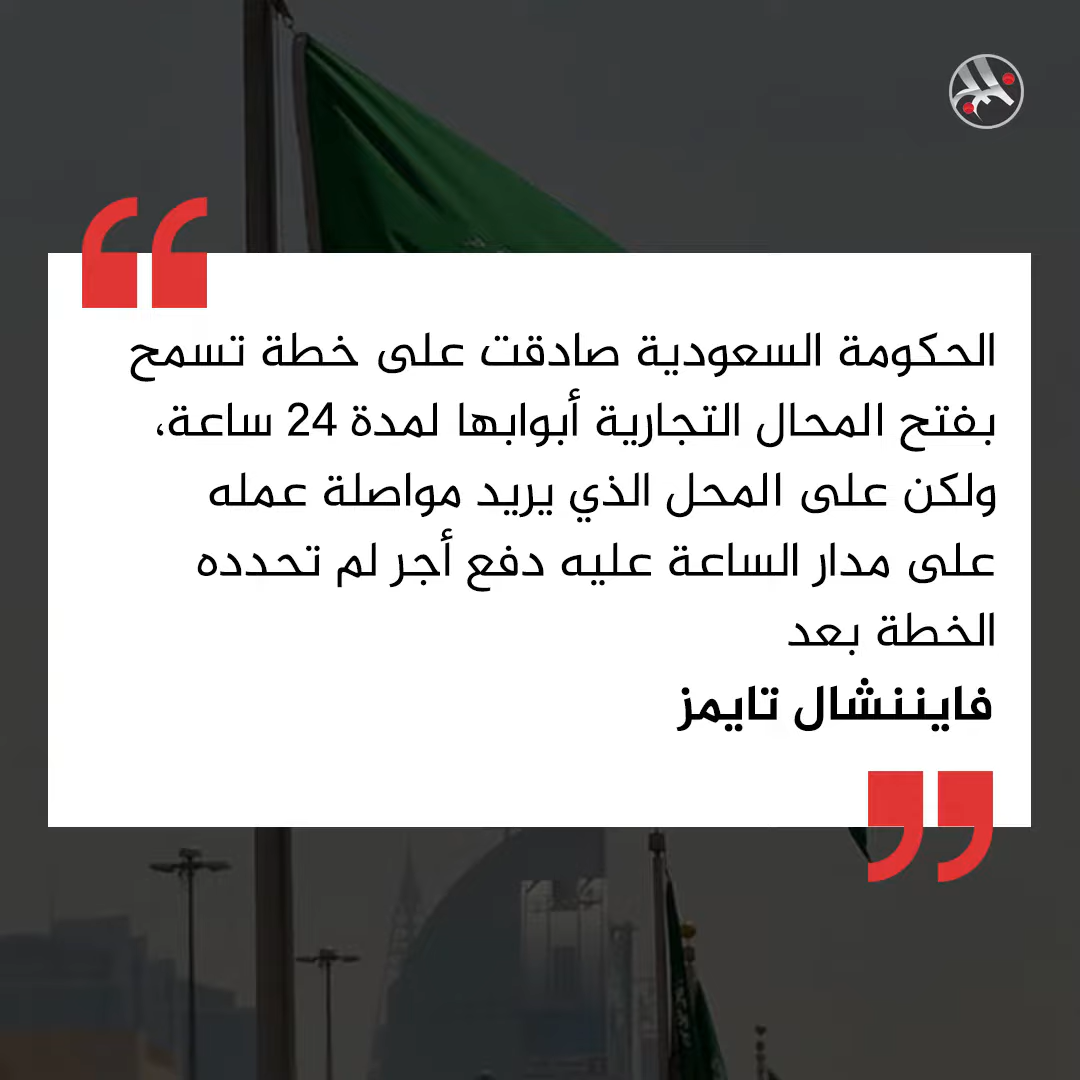 الحكومة السعودية صادقت على خطة تسمح
بفتح المحال التجارية أبوابها لمدة 24 ساعة،
ولكن على المحل الذي يريد مواصلة عمله
على مدار الساعة عليه دفع أجر لم تحدده
الخطة بعد
فايننشال تايمز